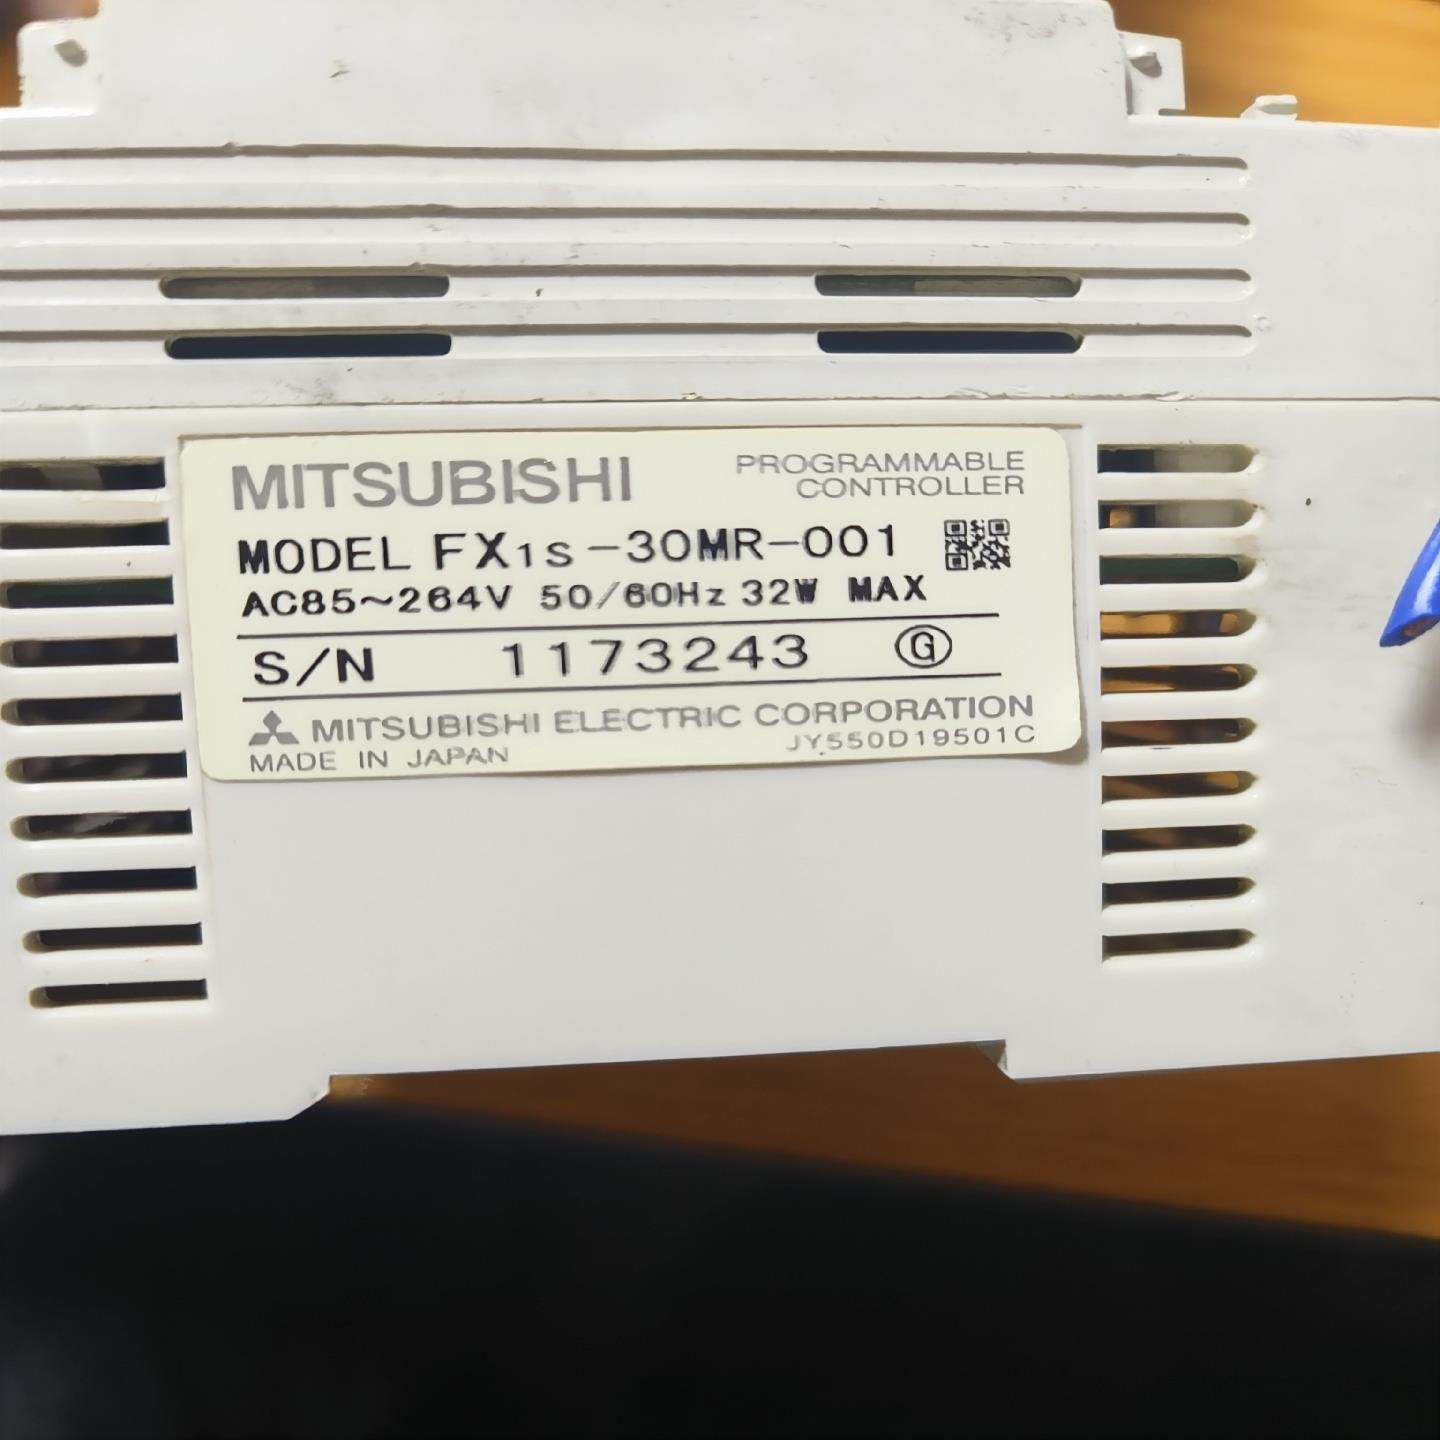 MITSUBISHI
PROGRAMMABLE
CONTROLLER
MODEL FX1S-30MR-001
AC85~264V 50/60Hz 32W MAX
S/N 1173243 G
MITSUBISHI ELECTRIC CORPORATION
MADE IN JAPAN JY550D19501C